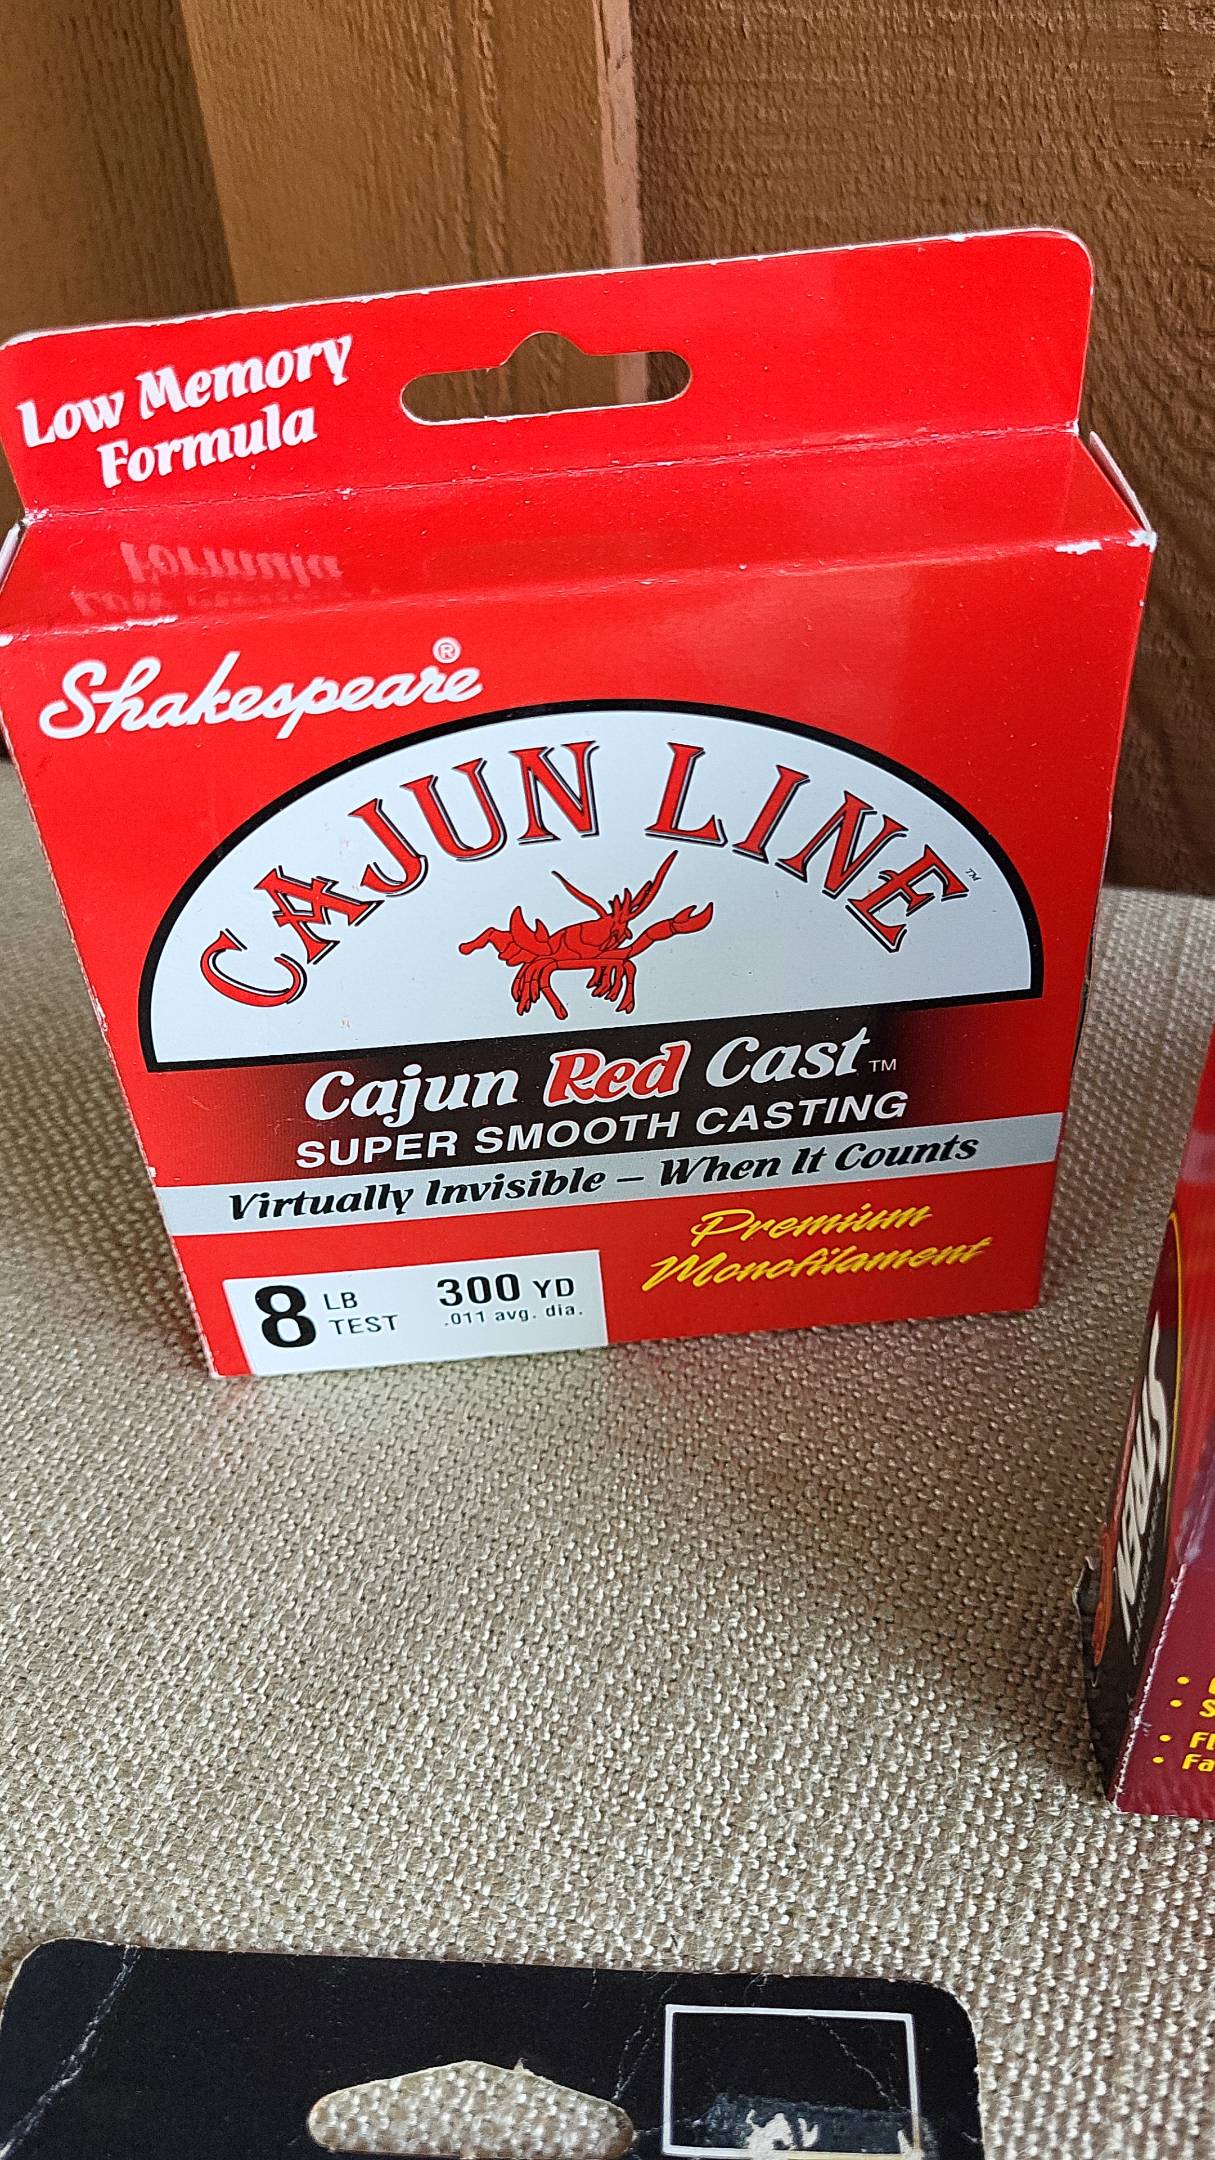 Low Memory
Formula
Shakespeare®
CAJUN LINE™
Cajun Red Cast™
SUPER SMOOTH CASTING
Virtually Invisible – When It Counts
Premium
Monofilament
8 LB TEST
300 YD
.011 avg. dia.